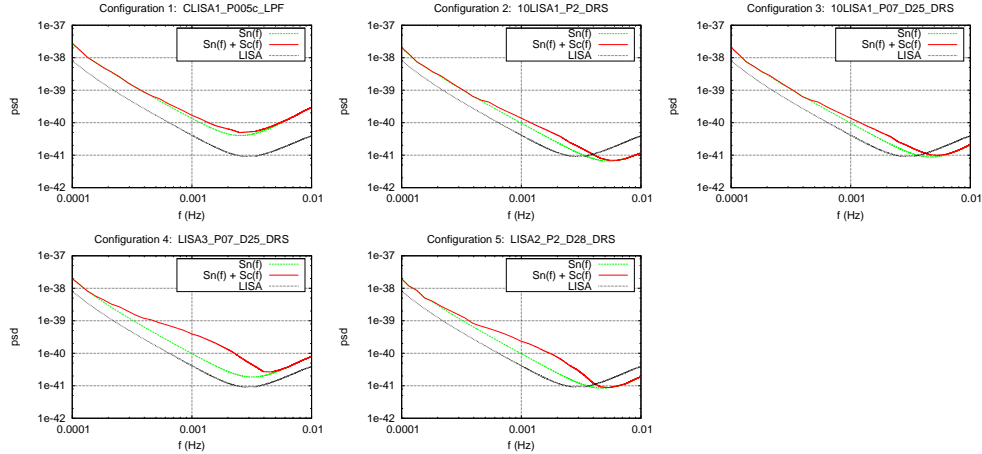 Configuration 1: CLISA1_P005c_LPF
1e-37
1e-38
1e-39
1e-40
1e-41
1e-42
psd
Sn(f)
Sn(f) + Sc(f)
LISA
0.0001
0.001
0.01
f (Hz)
Configuration 2: 10LISA1_P2_DRS
1e-37
1e-38
1e-39
1e-40
1e-41
1e-42
psd
Sn(f)
Sn(f) + Sc(f)
LISA
0.0001
0.001
0.01
f (Hz)
Configuration 3: 10LISA1_P07_D25_DRS
1e-37
1e-38
1e-39
1e-40
1e-41
1e-42
psd
Sn(f)
Sn(f) + Sc(f)
LISA
0.0001
0.001
0.01
f (Hz)
Configuration 4: LISA3_P07_D25_DRS
1e-37
1e-38
1e-39
1e-40
1e-41
1e-42
psd
Sn(f)
Sn(f) + Sc(f)
LISA
0.0001
0.001
0.01
f (Hz)
Configuration 5: LISA2_P2_D28_DRS
1e-37
1e-38
1e-39
1e-40
1e-41
1e-42
psd
Sn(f)
Sn(f) + Sc(f)
LISA
0.0001
0.001
0.01
f (Hz)